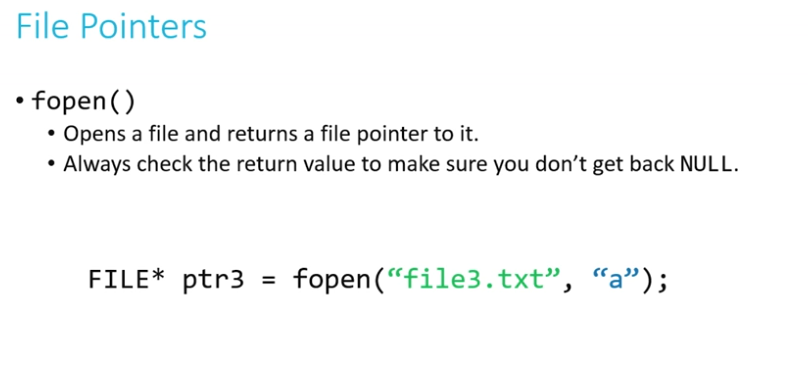 File Pointers
• fopen()
• Opens a file and returns a file pointer to it.
• Always check the return value to make sure you don’t get back NULL.
FILE* ptr3 = fopen(“file3.txt”, “a”);